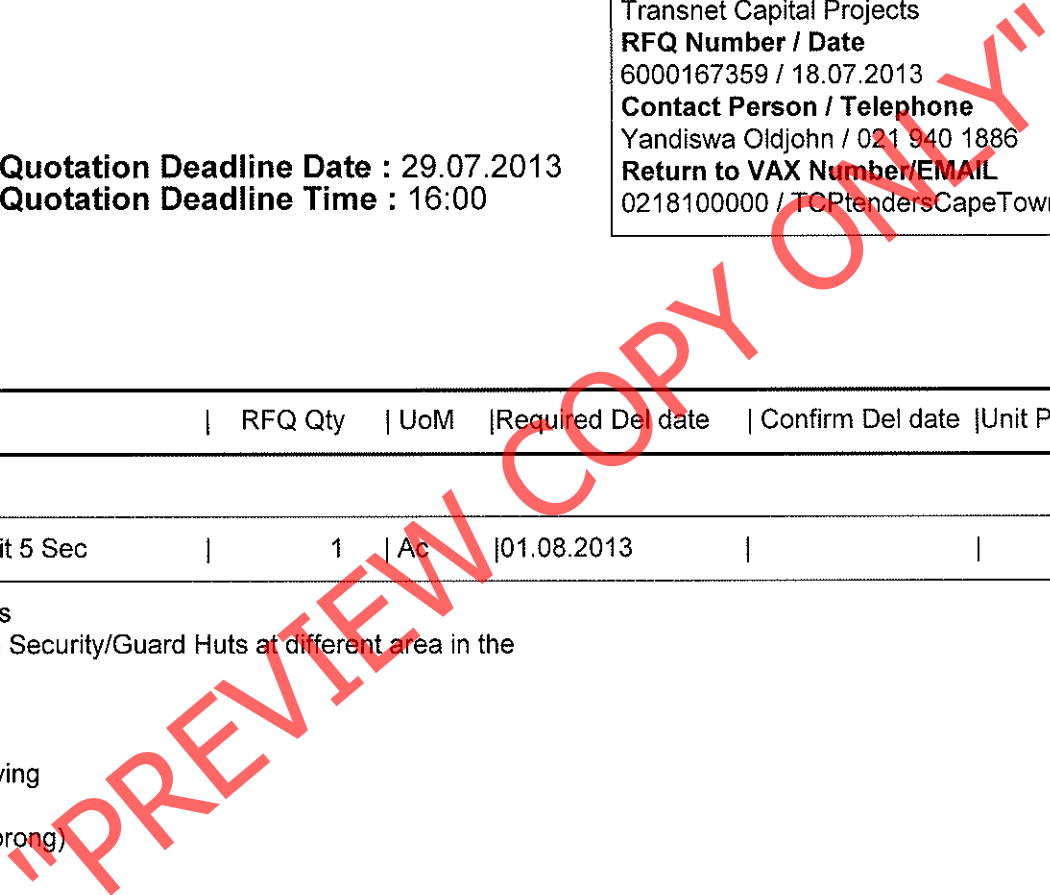 Transnet Capital Projects
RFQ Number / Date
6000167359 / 18.07.2013
Contact Person / Telephone
Yandiswa Oldjohn / 021 940 1886
Return to VAX Number/EMAIL
0218100000 / TCPtendersCapeTown
Quotation Deadline Date : 29.07.2013
Quotation Deadline Time : 16:00
| RFQ Qty | UoM |Required Del date | Confirm Del date |Unit P
it 5 Sec | 1 | Ac |01.08.2013 | |
s
Security/Guard Huts at different area in the
ving
prong)
"PREVIEW COPY ONLY"